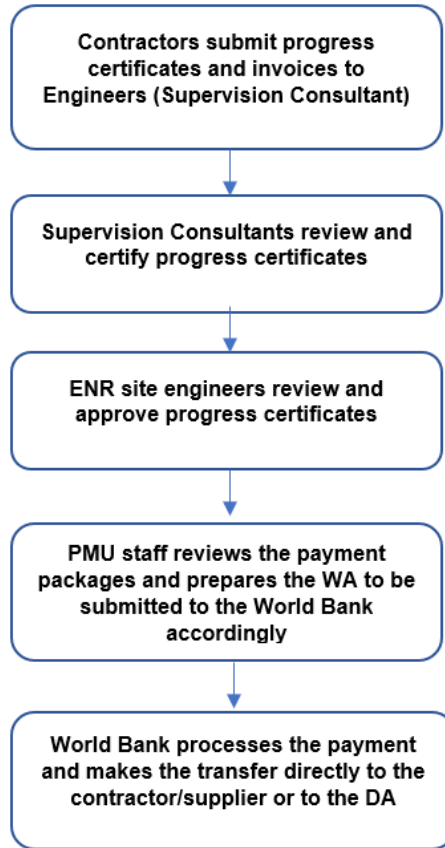 Contractors submit progress
certificates and invoices to
Engineers (Supervision Consultant)
Supervision Consultants review and
certify progress certificates
ENR site engineers review and
approve progress certificates
PMU staff reviews the payment
packages and prepares the WA to be
submitted to the World Bank
accordingly
World Bank processes the payment
and makes the transfer directly to the
contractor/supplier or to the DA